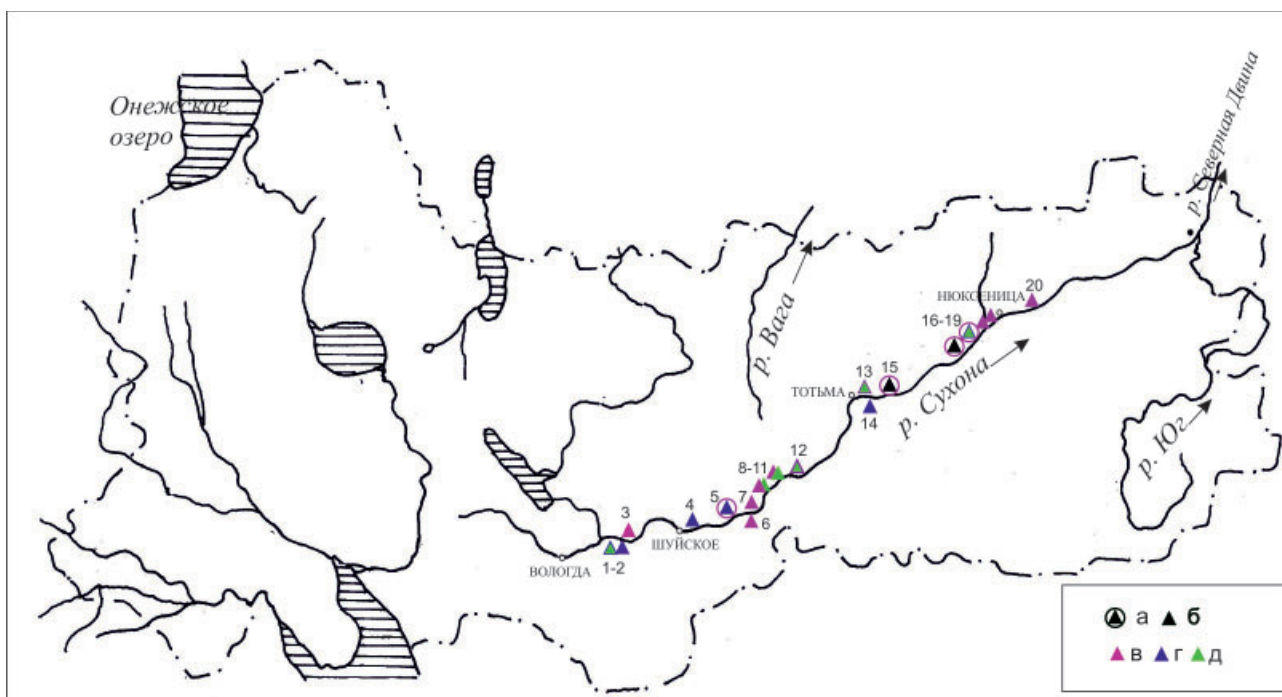 Онежское
озеро
р. Северная Двина
р. Вага
НЮКСЕНИЦА
20
16-19
р. Сухона
13
15
ТОТЬМА
14
р. Юг
12
8-11
7
5
4
3
6
ШУЙСКОЕ
ВОЛОГДА
1-2
а б
в г д